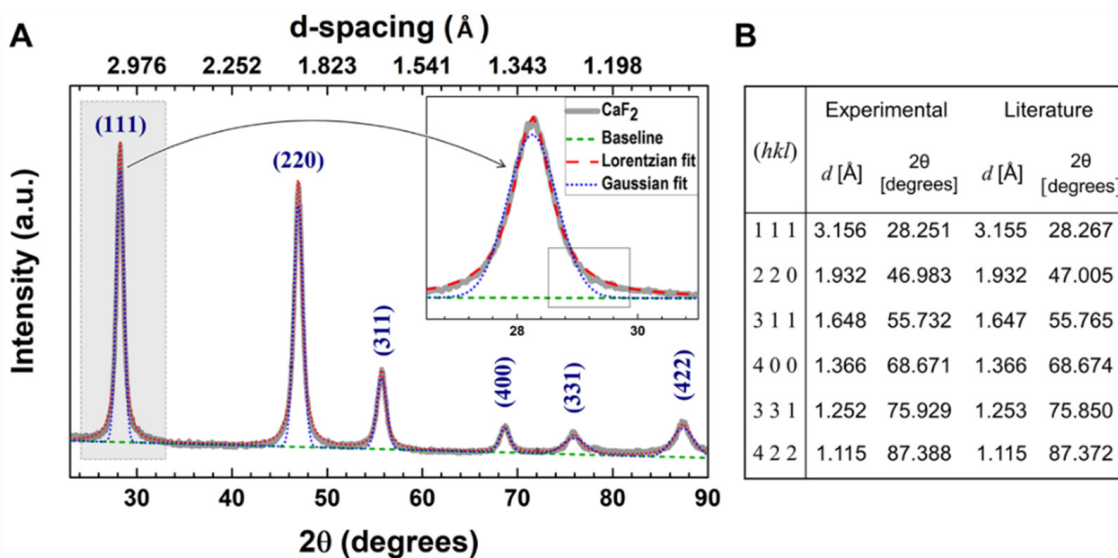 A
d-spacing (Å)
2.976 2.252 1.823 1.541 1.343 1.198
(111)
(220)
(311)
(400)
(331)
(422)
CaF2
Baseline
Lorentzian fit
Gaussian fit
28 30
Intensity (a.u.)
30 40 50 60 70 80 90
2θ (degrees)
B
Experimental Literature
(hkl) d [Å] 2θ [degrees] d [Å] 2θ [degrees]
1 1 1 3.156 28.251 3.155 28.267
2 2 0 1.932 46.983 1.932 47.005
3 1 1 1.648 55.732 1.647 55.765
4 0 0 1.366 68.671 1.366 68.674
3 3 1 1.252 75.929 1.253 75.850
4 2 2 1.115 87.388 1.115 87.372